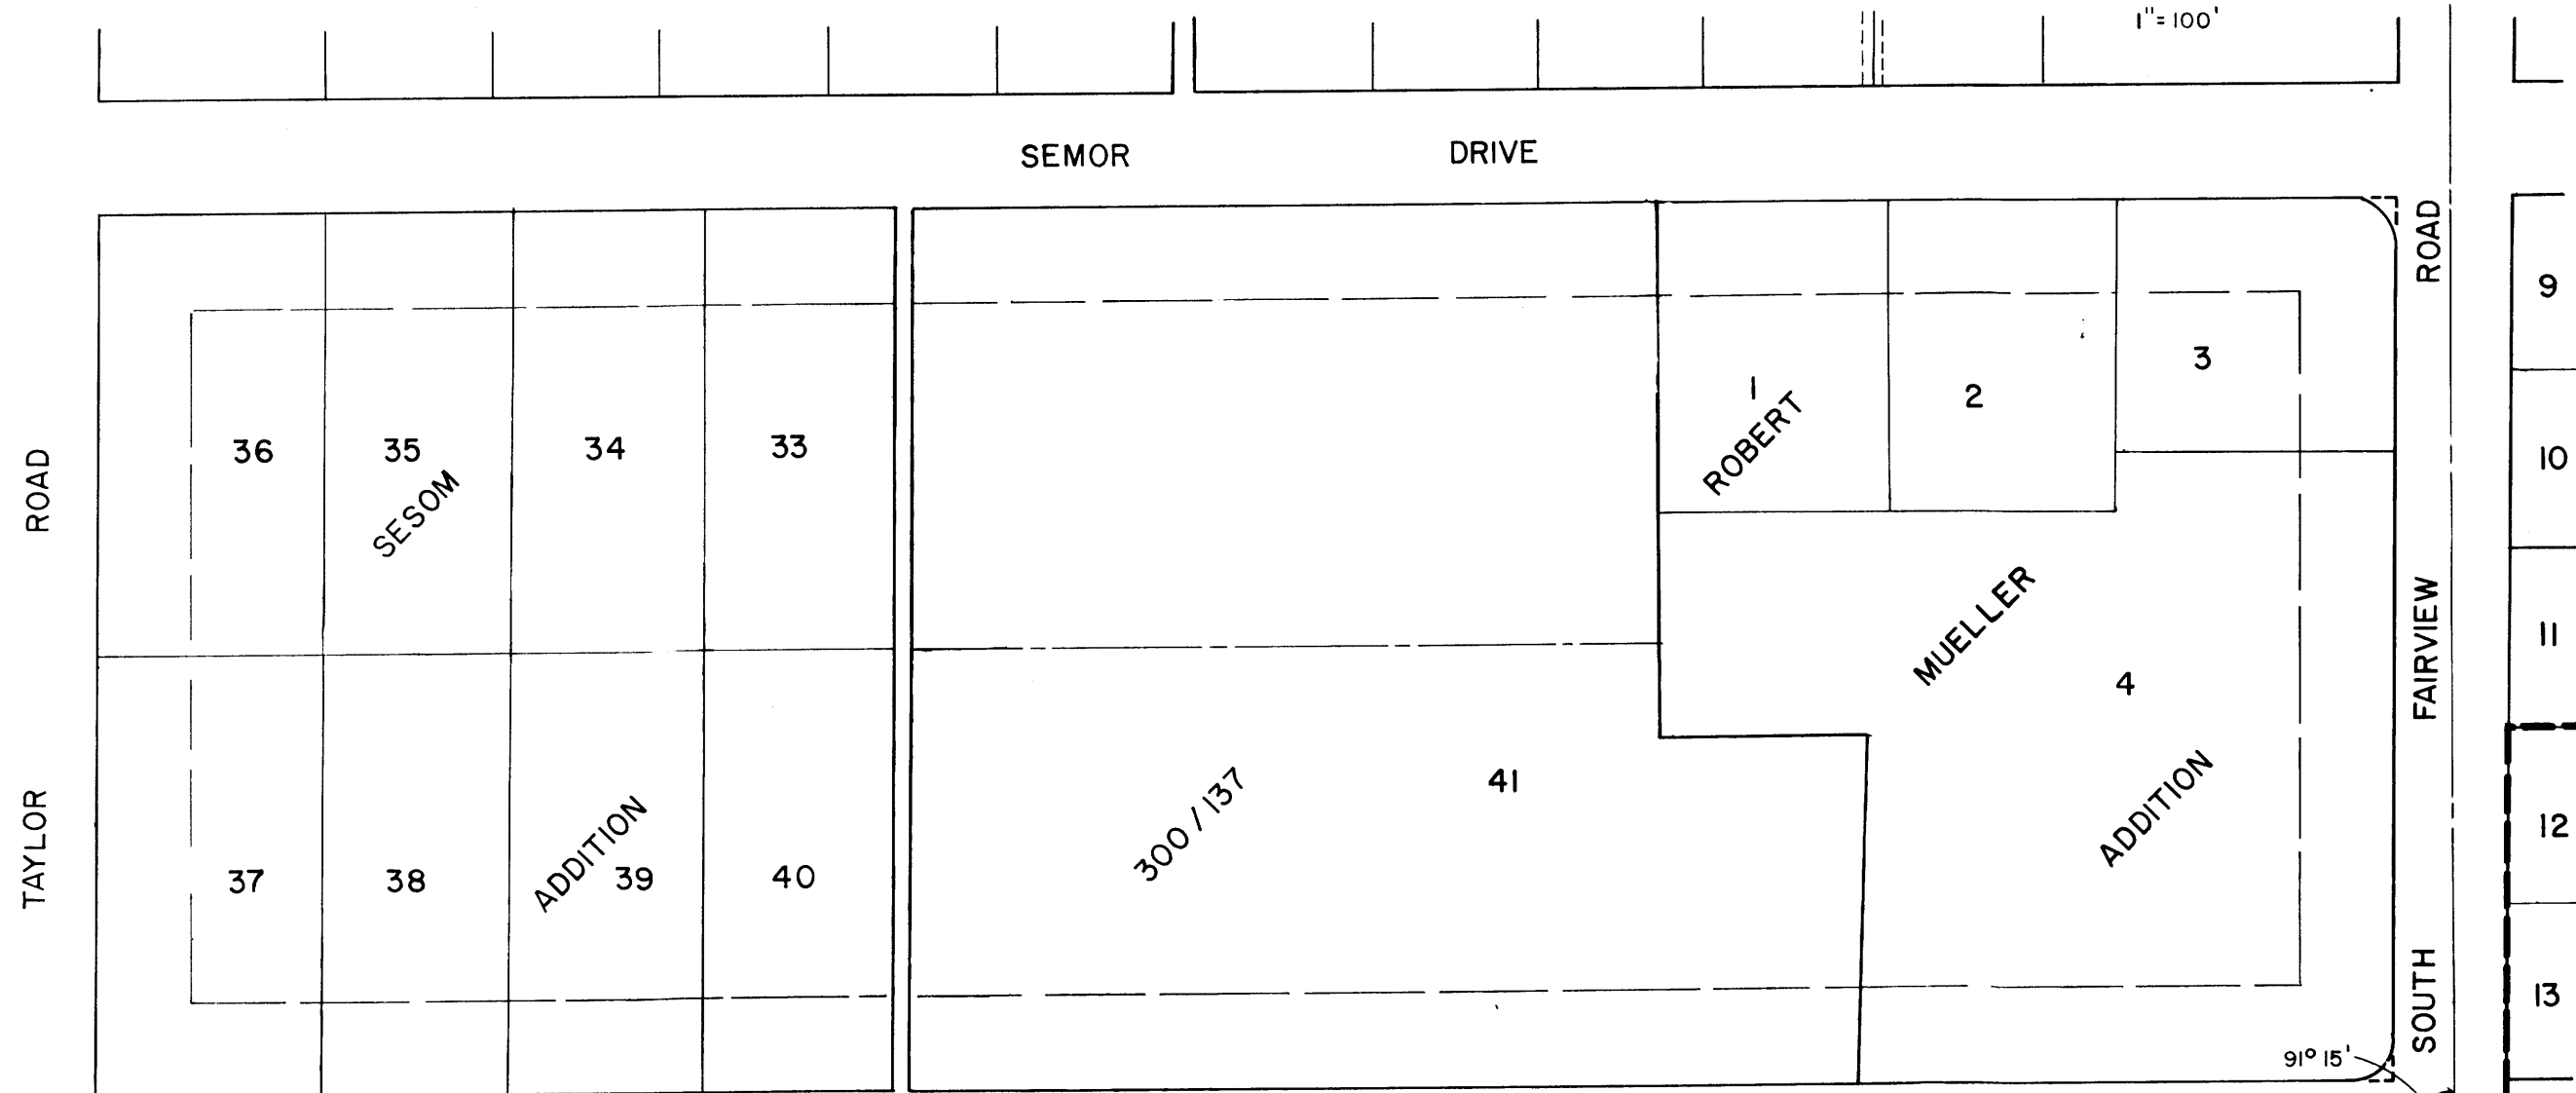 1"=100'
SEMOR DRIVE
ROAD
9
3
1
2
ROBERT
36
35
34
33
10
SESOM
ROAD
MUELLER
FAIRVIEW
11
4
41
300/137
ADDITION
12
TAYLOR
ADDITION
37
38
39
40
SOUTH
13
91° 15'